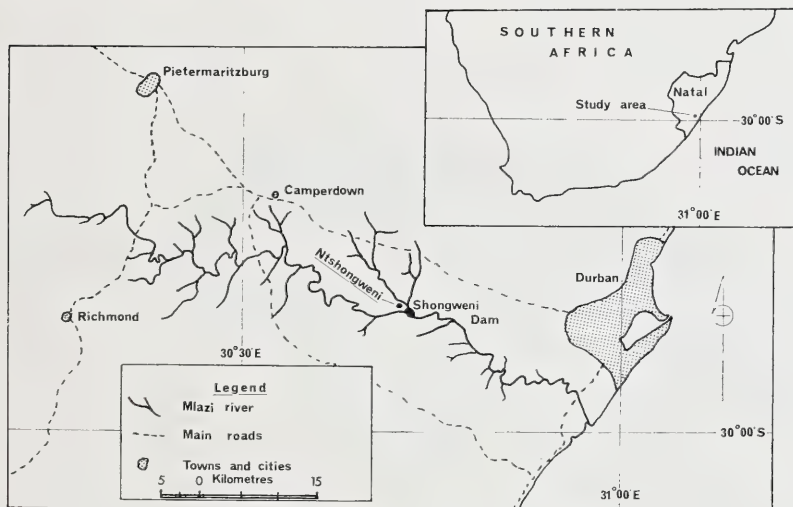 SOUTHERN
AFRICA
Natal
Study area
30°00'S
INDIAN
OCEAN
31°00'E
Pietermaritzburg
Camperdown
Ntshongweni
Shongweni
Dam
Durban
Richmond
30°30'E
Legend
Mlazi river
Main roads
Towns and cities
Kilometres
5 0 15
30°00'S
31°00'E